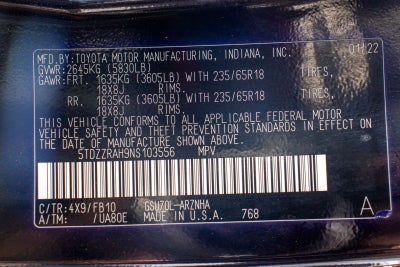 MFD.BY:TOYOTA MOTOR MANUFACTURING, INDIANA, INC. 01/22
GVWR:2645KG (5830LB)
GAWR:FRT. 1635KG (3605LB) WITH 235/65R18 TIRES,
18X8J RIMS.
RR. 1635KG (3605LB) WITH 235/65R18 TIRES,
18X8J RIMS.
THIS VEHICLE CONFORMS TO ALL APPLICABLE FEDERAL MOTOR
VEHICLE SAFETY AND BUMPER STANDARDS IN EFFECT ON
THE DATE OF MANUFACTURE SHOWN ABOVE.
5TDZZRAH9NS103556 MPV
C/TR:4X9/FB10 GSU70L-ARZNHA
A/TM: /UA80E MADE IN U.S.A. 768 A